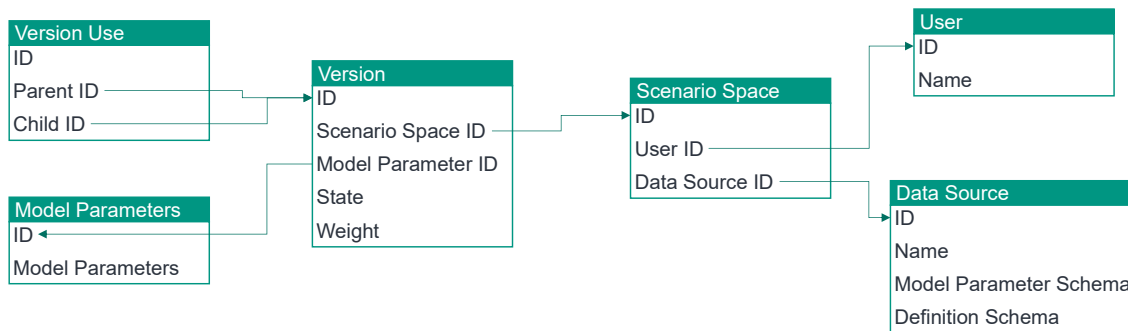 Version Use
ID
Parent ID
Child ID
Model Parameters
ID
Model Parameters
Version
ID
Scenario Space ID
Model Parameter ID
State
Weight
Scenario Space
ID
User ID
Data Source ID
User
ID
Name
Data Source
ID
Name
Model Parameter Schema
Definition Schema